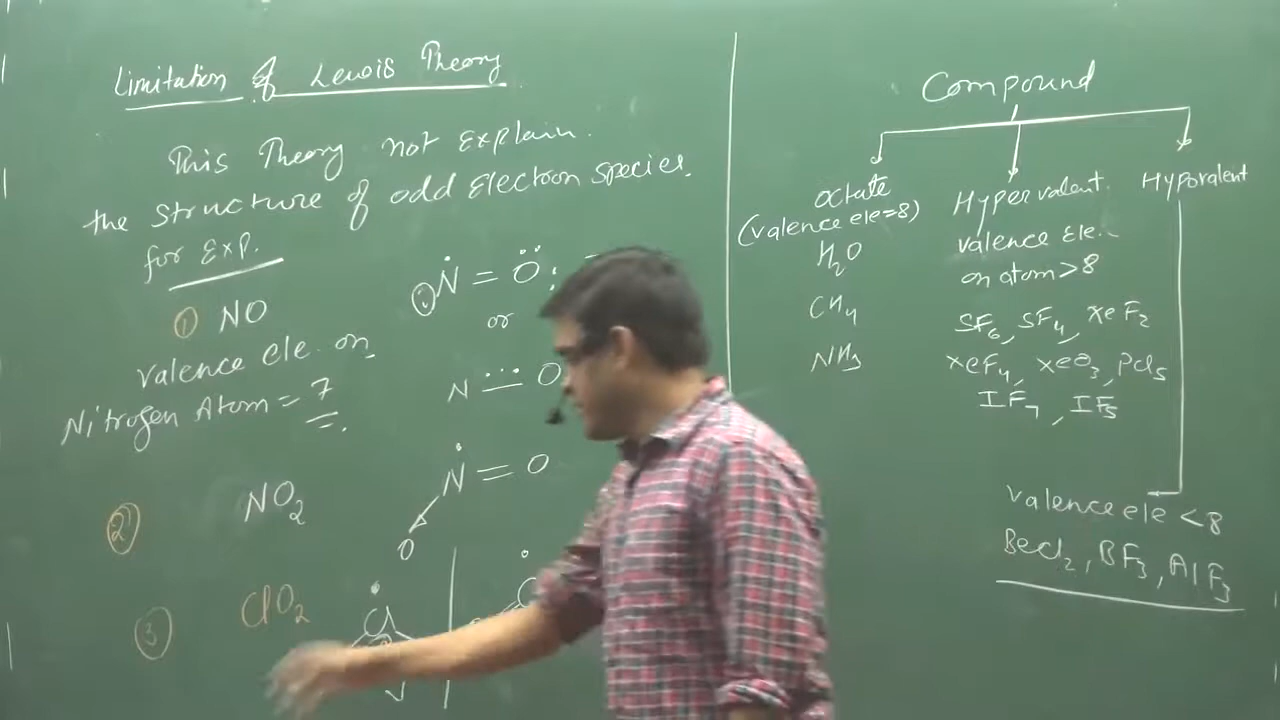 Limitation of Lewis Theory
This Theory not Explain.
the structure of odd Electron species.
for Exp.
① NO
valence ele. on
Nitrogen Atom = 7
:N = O:
or
N = O
N = O
O
② NO2
③ ClO2
Cl
Compound
Octate
(valence ele=8)
H2O
CH4
NH3
Hypervalent.
valence Ele..
on atom > 8
SF6, SF4, XeF2
XeF4, XeO3, PCl5
IF7, IF5
Hypovalent
valence ele < 8
BeCl2, BF3, AlF3